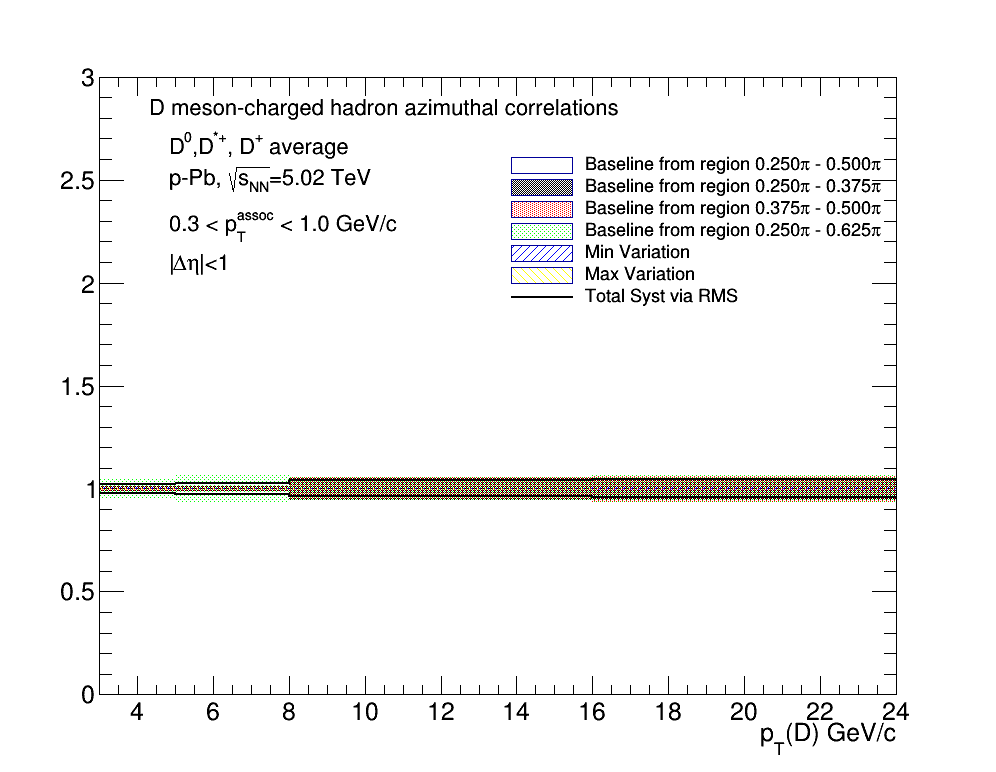 D meson-charged hadron azimuthal correlations
D⁰,D*⁺, D⁺ average
p-Pb, √sNN=5.02 TeV
0.3 < pTassoc < 1.0 GeV/c
|Δη|<1
Baseline from region 0.250π - 0.500π
Baseline from region 0.250π - 0.375π
Baseline from region 0.375π - 0.500π
Baseline from region 0.250π - 0.625π
Min Variation
Max Variation
Total Syst via RMS
3
2.5
2
1.5
1
0.5
0
4 6 8 10 12 14 16 18 20 22 24
pT(D) GeV/c